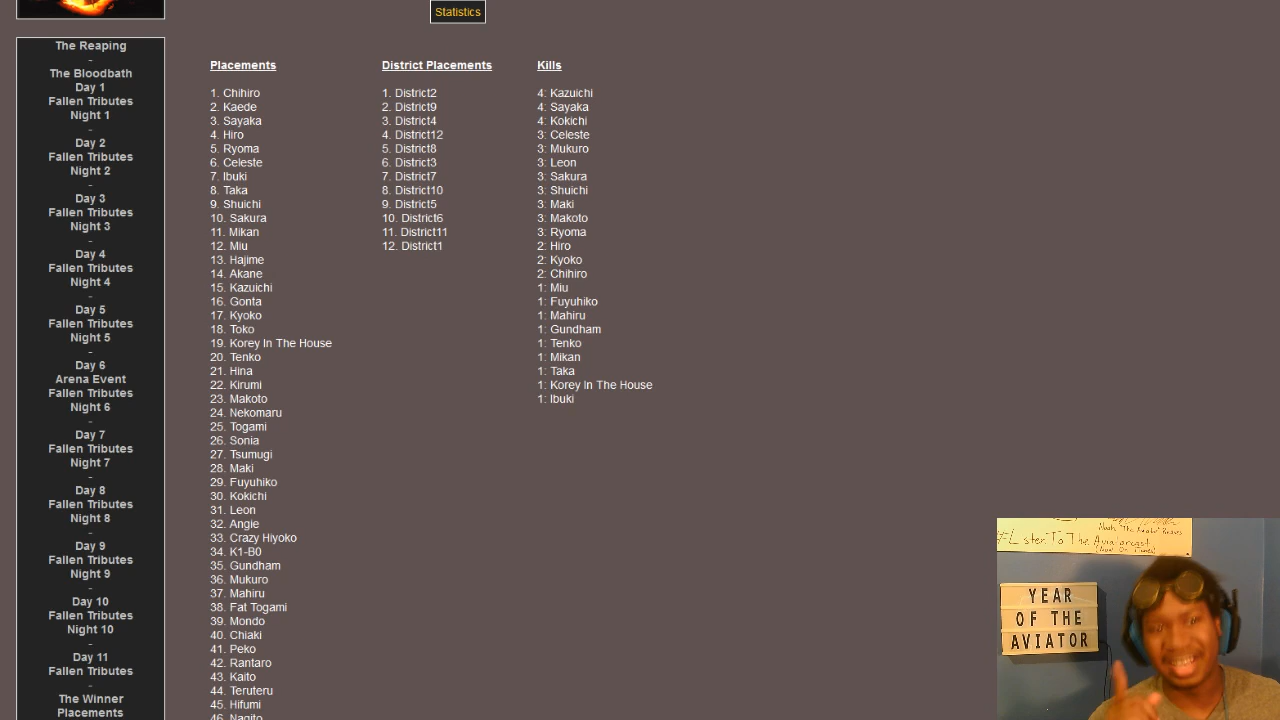 Statistics
The Reaping
-
The Bloodbath
Day 1
Fallen Tributes
Night 1
-
Day 2
Fallen Tributes
Night 2
-
Day 3
Fallen Tributes
Night 3
-
Day 4
Fallen Tributes
Night 4
-
Day 5
Fallen Tributes
Night 5
-
Day 6
Arena Event
Fallen Tributes
Night 6
-
Day 7
Fallen Tributes
Night 7
-
Day 8
Fallen Tributes
Night 8
-
Day 9
Fallen Tributes
Night 9
-
Day 10
Fallen Tributes
Night 10
-
Day 11
Fallen Tributes
-
The Winner
Placements
Placements
1. Chihiro
2. Kaede
3. Sayaka
4. Hiro
5. Ryoma
6. Celeste
7. Ibuki
8. Taka
9. Shuichi
10. Sakura
11. Mikan
12. Miu
13. Hajime
14. Akane
15. Kazuichi
16. Gonta
17. Kyoko
18. Toko
19. Korey In The House
20. Tenko
21. Hina
22. Kirumi
23. Makoto
24. Nekomaru
25. Togami
26. Sonia
27. Tsumugi
28. Maki
29. Fuyuhiko
30. Kokichi
31. Leon
32. Angie
33. Crazy Hiyoko
34. K1-B0
35. Gundham
36. Mukuro
37. Mahiru
38. Fat Togami
39. Mondo
40. Chiaki
41. Peko
42. Rantaro
43. Kaito
44. Teruteru
45. Hifumi
46. Nagito
District Placements
1. District2
2. District9
3. District4
4. District12
5. District8
6. District3
7. District7
8. District10
9. District5
10. District6
11. District11
12. District1
Kills
4: Kazuichi
4: Sayaka
4: Kokichi
3: Celeste
3: Mukuro
3: Leon
3: Sakura
3: Shuichi
3: Maki
3: Makoto
3: Ryoma
2: Hiro
2: Kyoko
2: Chihiro
1: Miu
1: Fuyuhiko
1: Mahiru
1: Gundham
1: Tenko
1: Mikan
1: Taka
1: Korey In The House
1: Ibuki
Noah "The Aviator" Beaves
#LstenToThe Aviatorcast
(Now On iTunes)
YEAR
OF THE
AVIATOR